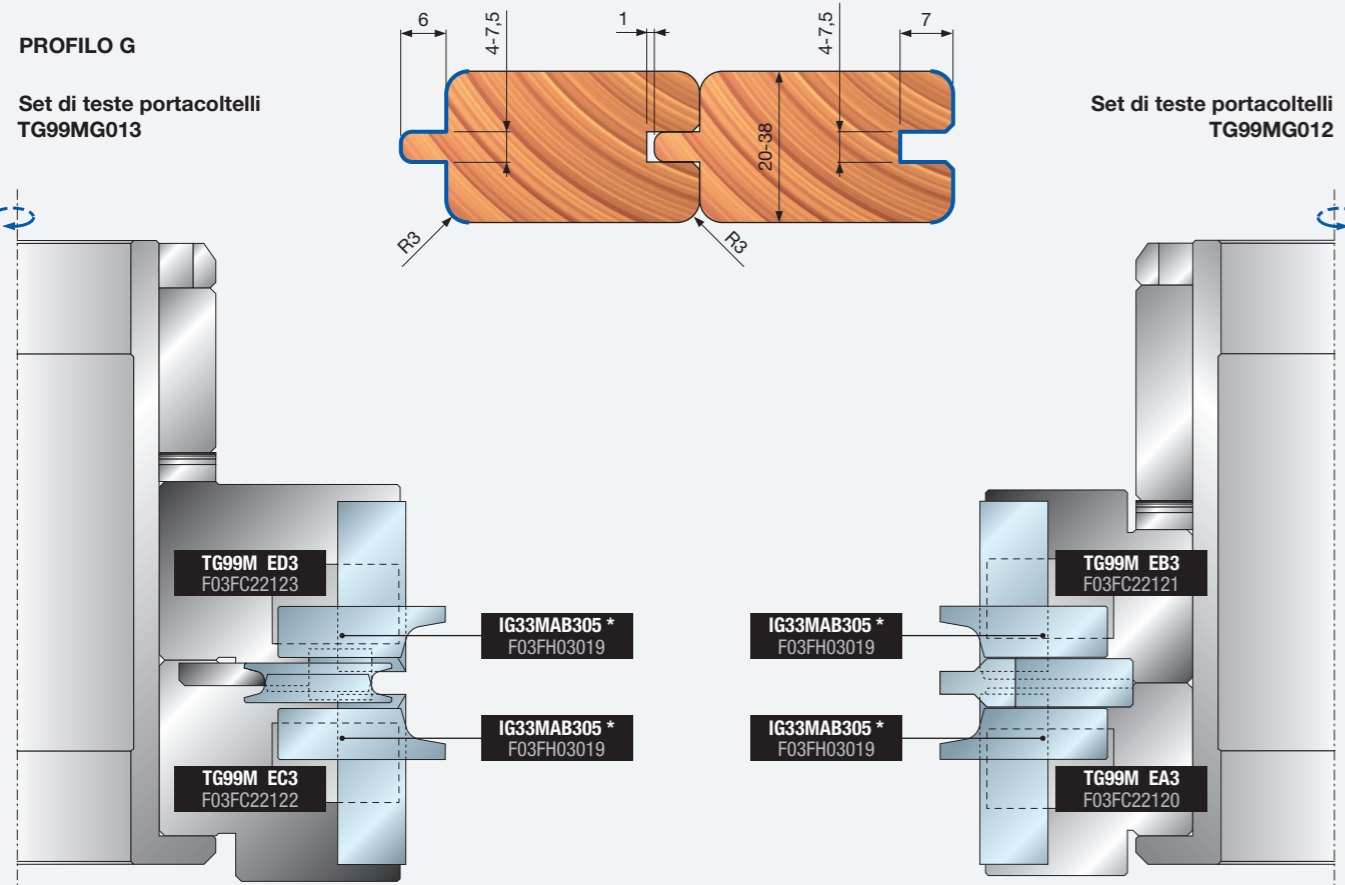 PROFILO G
Set di teste portacoltelli
TG99MG013
6
4-7,5
1
4-7,5
7
20-38
R3
R3
Set di teste portacoltelli
TG99MG012
TG99M ED3
F03FC22123
IG33MAB305 *
F03FH03019
IG33MAB305 *
F03FH03019
TG99M EC3
F03FC22122
IG33MAB305 *
F03FH03019
TG99M EB3
F03FC22121
IG33MAB305 *
F03FH03019
TG99M EA3
F03FC22120